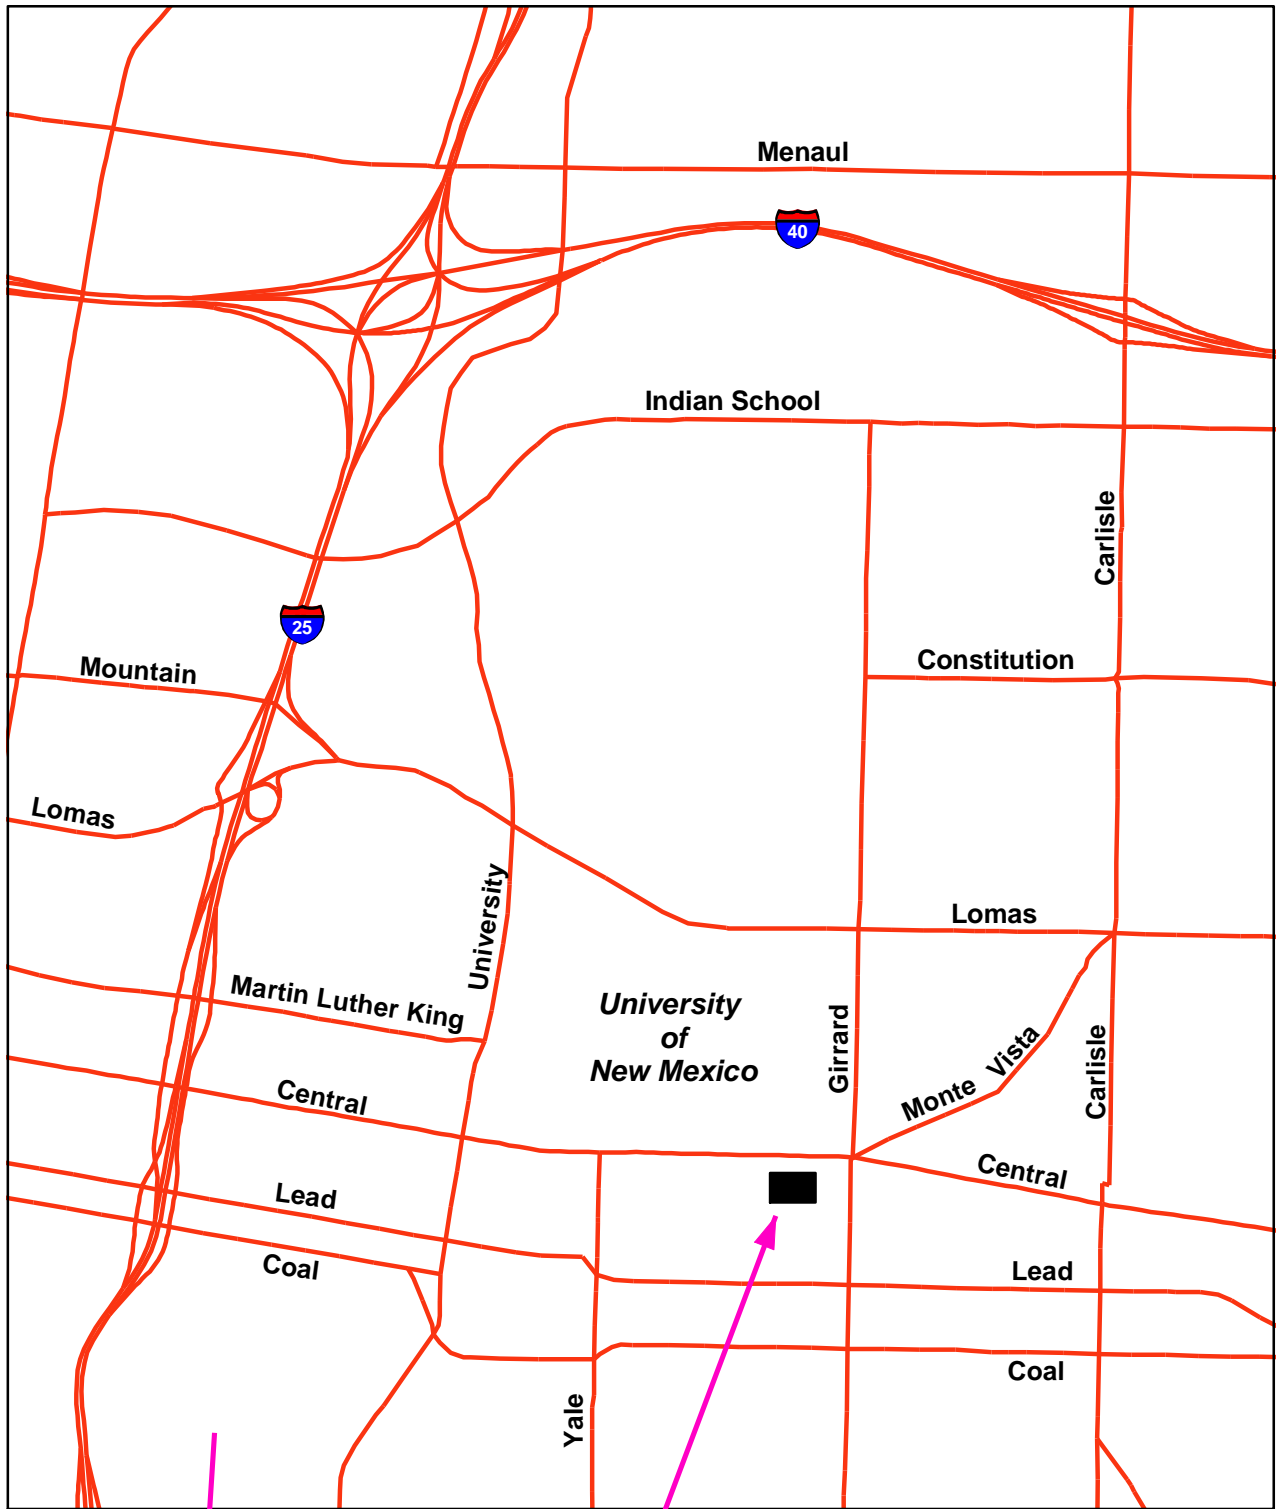 Menaul
40
Indian School
Carlisle
25
Constitution
Mountain
Lomas
University
Lomas
Martin Luther King
University
of
New Mexico
Girrard
Monte Vista
Carlisle
Central
Central
Lead
Coal
Lead
Coal
Yale